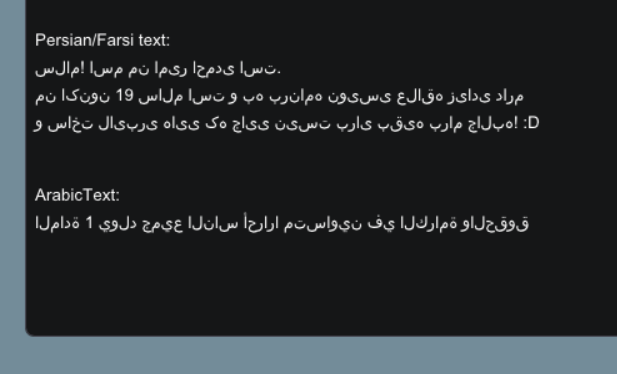 Persian/Farsi text:
سلام! اسم من امیر احمدی است.
من اکنون 19 سالم است و به برنامه نویسی علاقه زیادی دارم
و ساخت لایبری هایی که جایی نیست برای بقیه برام جالبه! :D
ArabicText:
المادة 1 يولد جميع الناس أحرارا متساوين في الكرامة والحقوق